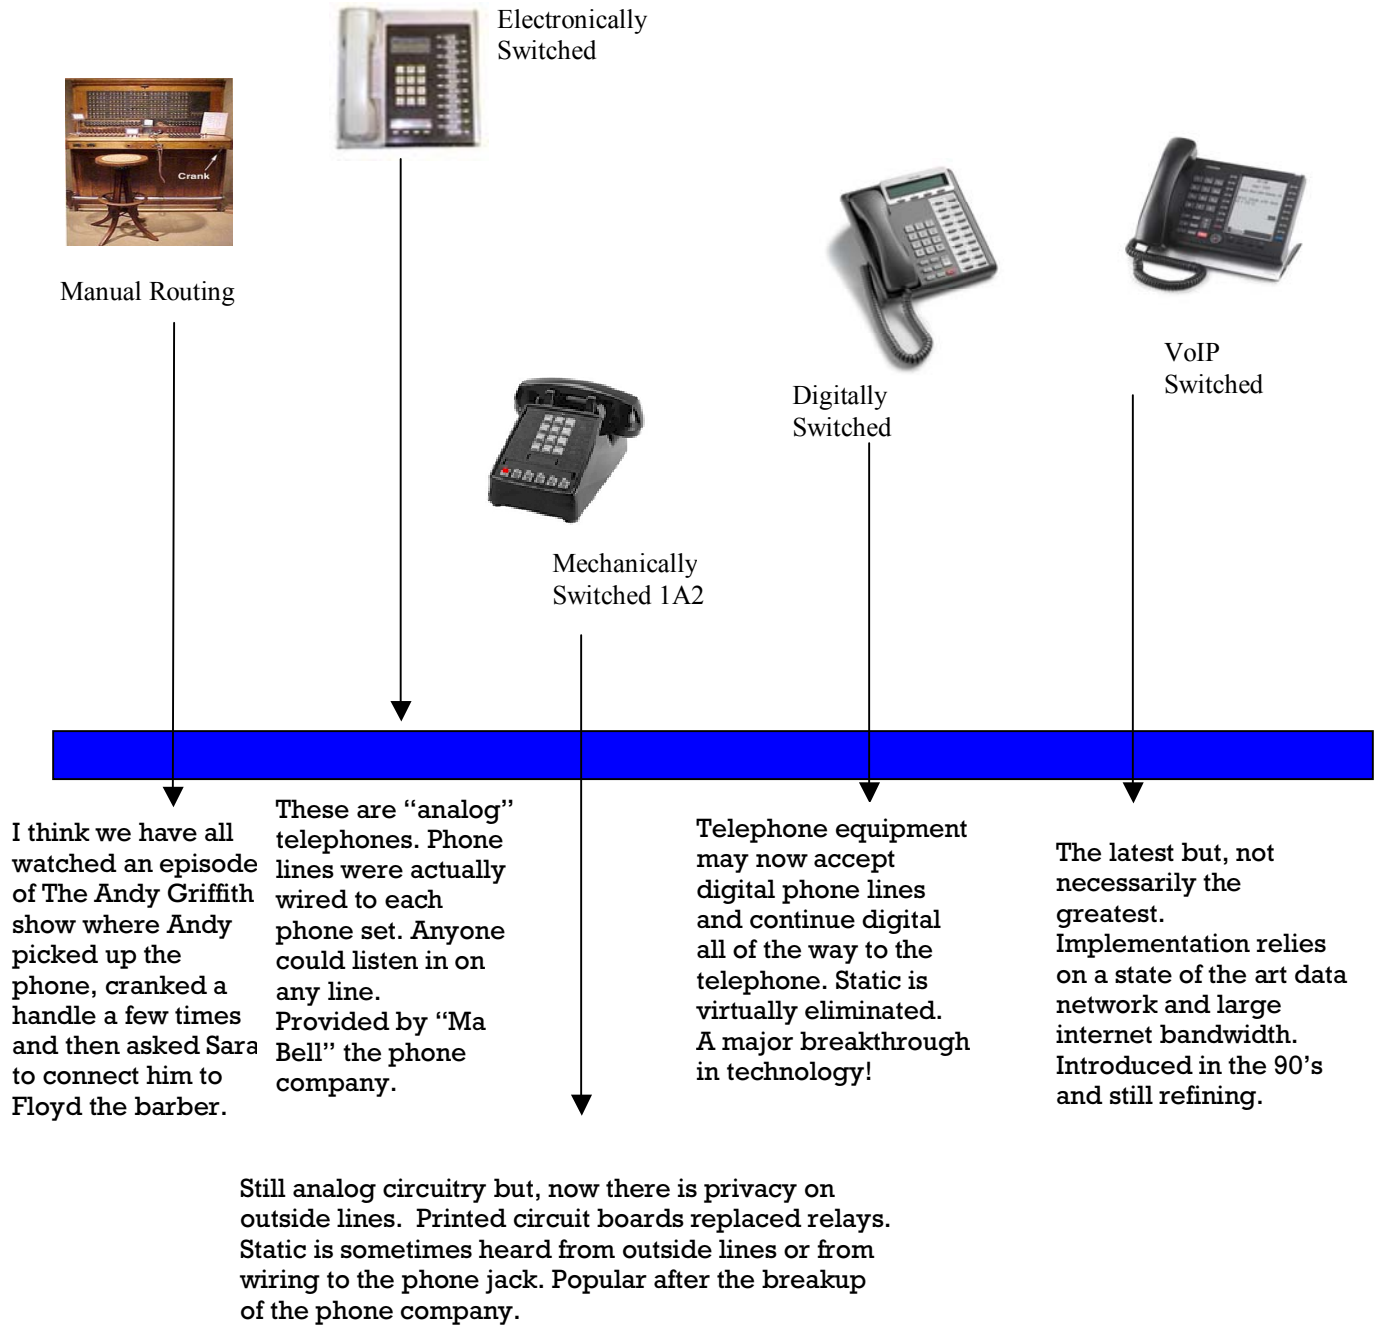 Electronically
Switched
Crank
Manual Routing
VoIP
Switched
Digitally
Switched
Mechanically
Switched 1A2
I think we have all
watched an episode
of The Andy Griffith
show where Andy
picked up the
phone, cranked a
handle a few times
and then asked Sara
to connect him to
Floyd the barber.
These are “analog”
telephones. Phone
lines were actually
wired to each
phone set. Anyone
could listen in on
any line.
Provided by “Ma
Bell” the phone
company.
Telephone equipment
may now accept
digital phone lines
and continue digital
all of the way to the
telephone. Static is
virtually eliminated.
A major breakthrough
in technology!
The latest but, not
necessarily the
greatest.
Implementation relies
on a state of the art data
network and large
internet bandwidth.
Introduced in the 90’s
and still refining.
Still analog circuitry but, now there is privacy on
outside lines.  Printed circuit boards replaced relays.
Static is sometimes heard from outside lines or from
wiring to the phone jack. Popular after the breakup
of the phone company.